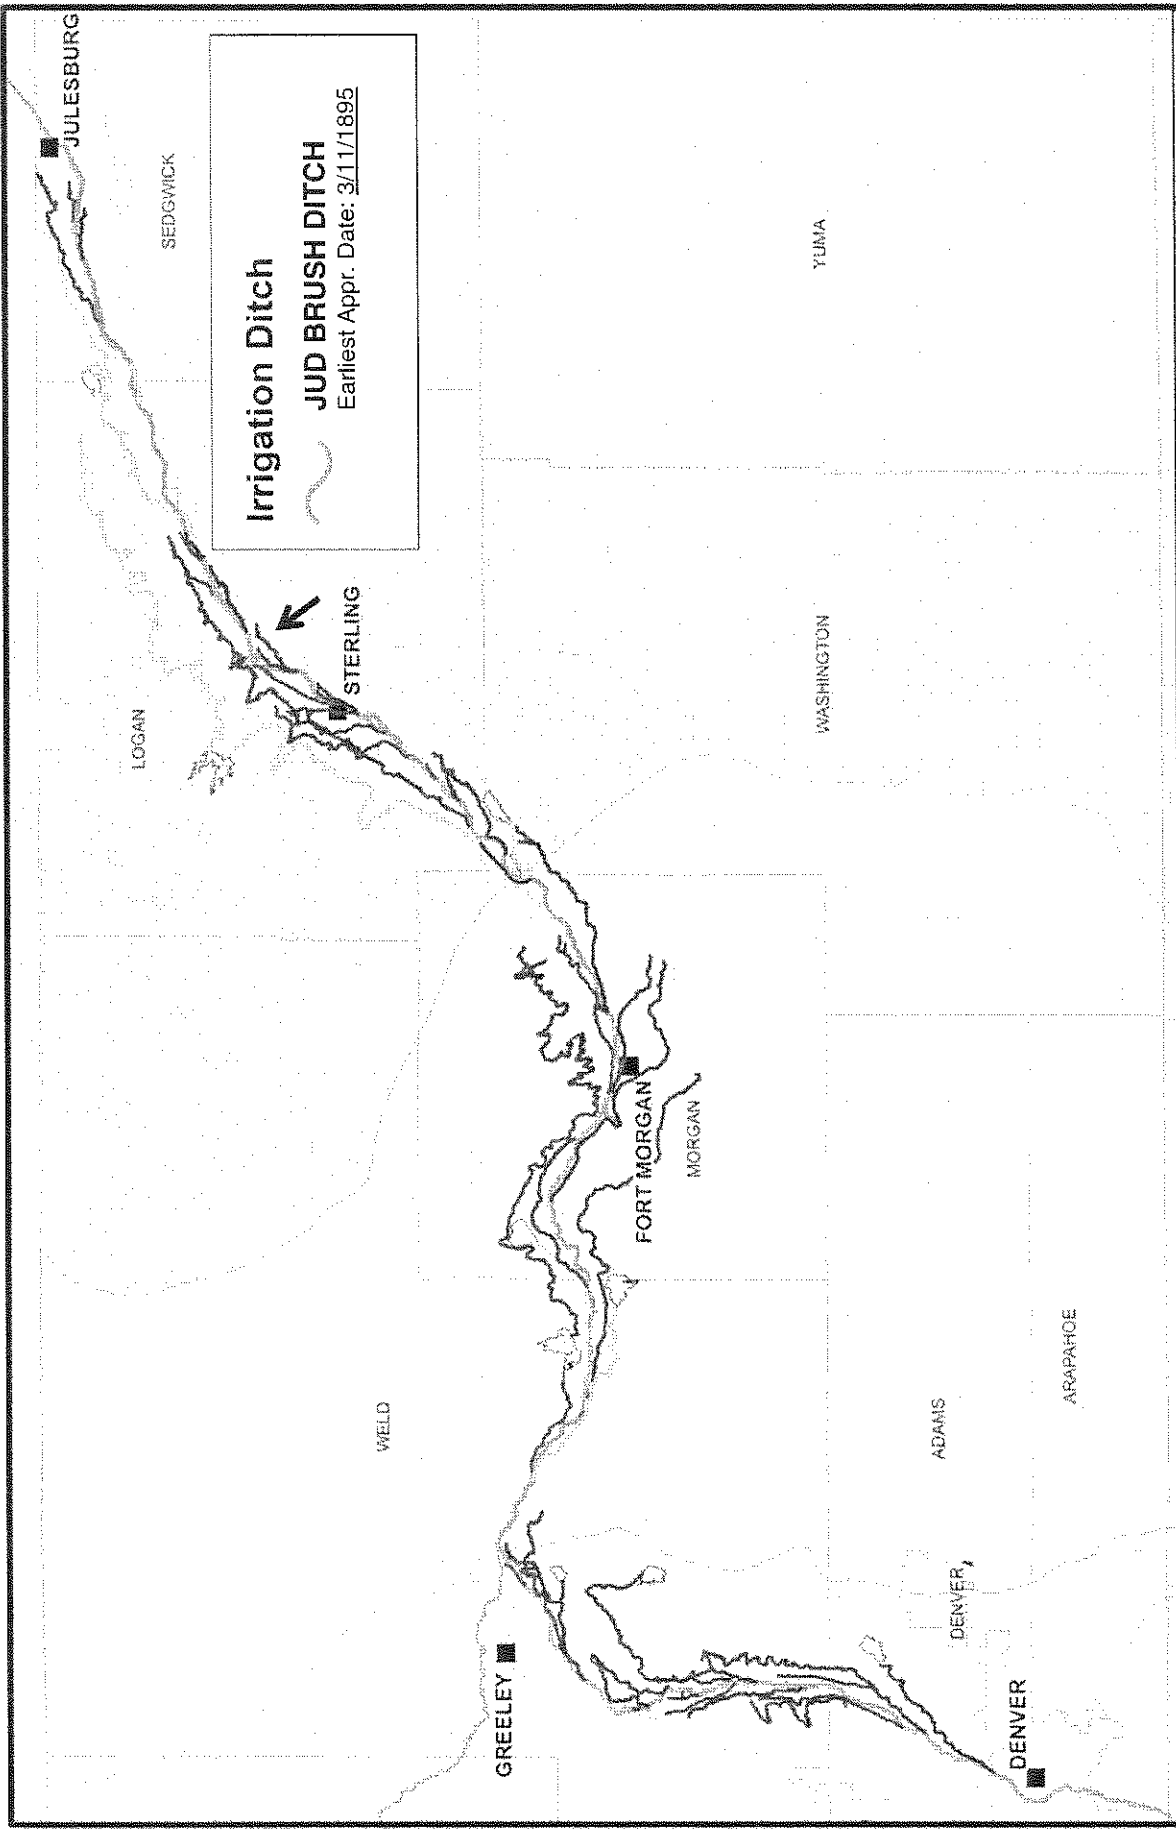 JULESBURG
SEDGWICK
Irrigation Ditch
JUD BRUSH DITCH
Earliest Appr. Date: 3/11/1895
YUMA
LOGAN
STERLING
WASHINGTON
FORT MORGAN
MORGAN
WELD
ADAMS
ARAPAHOE
GREELEY
DENVER
DENVER